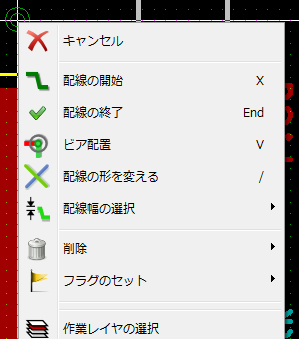 キャンセル
配線の開始 X
配線の終了 End
ビア配置 V
配線の形を変える /
配線幅の選択
削除
フラグのセット
作業レイヤの選択